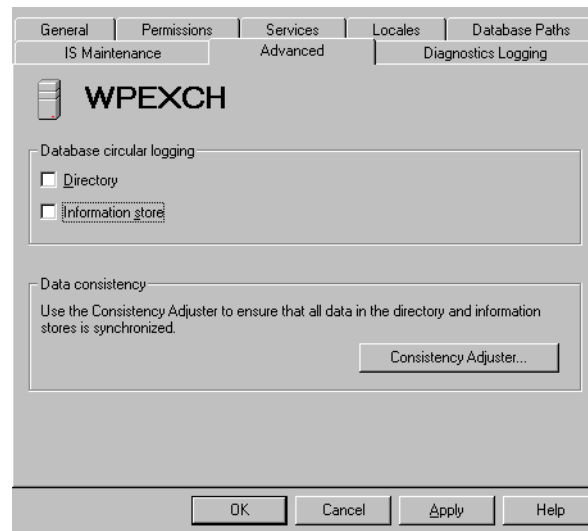 General Permissions Services Locales Database Paths
IS Maintenance Advanced Diagnostics Logging
WPEXCH
Database circular logging
Directory
Information store
Data consistency
Use the Consistency Adjuster to ensure that all data in the directory and information
stores is synchronized.
Consistency Adjuster...
OK Cancel Apply Help